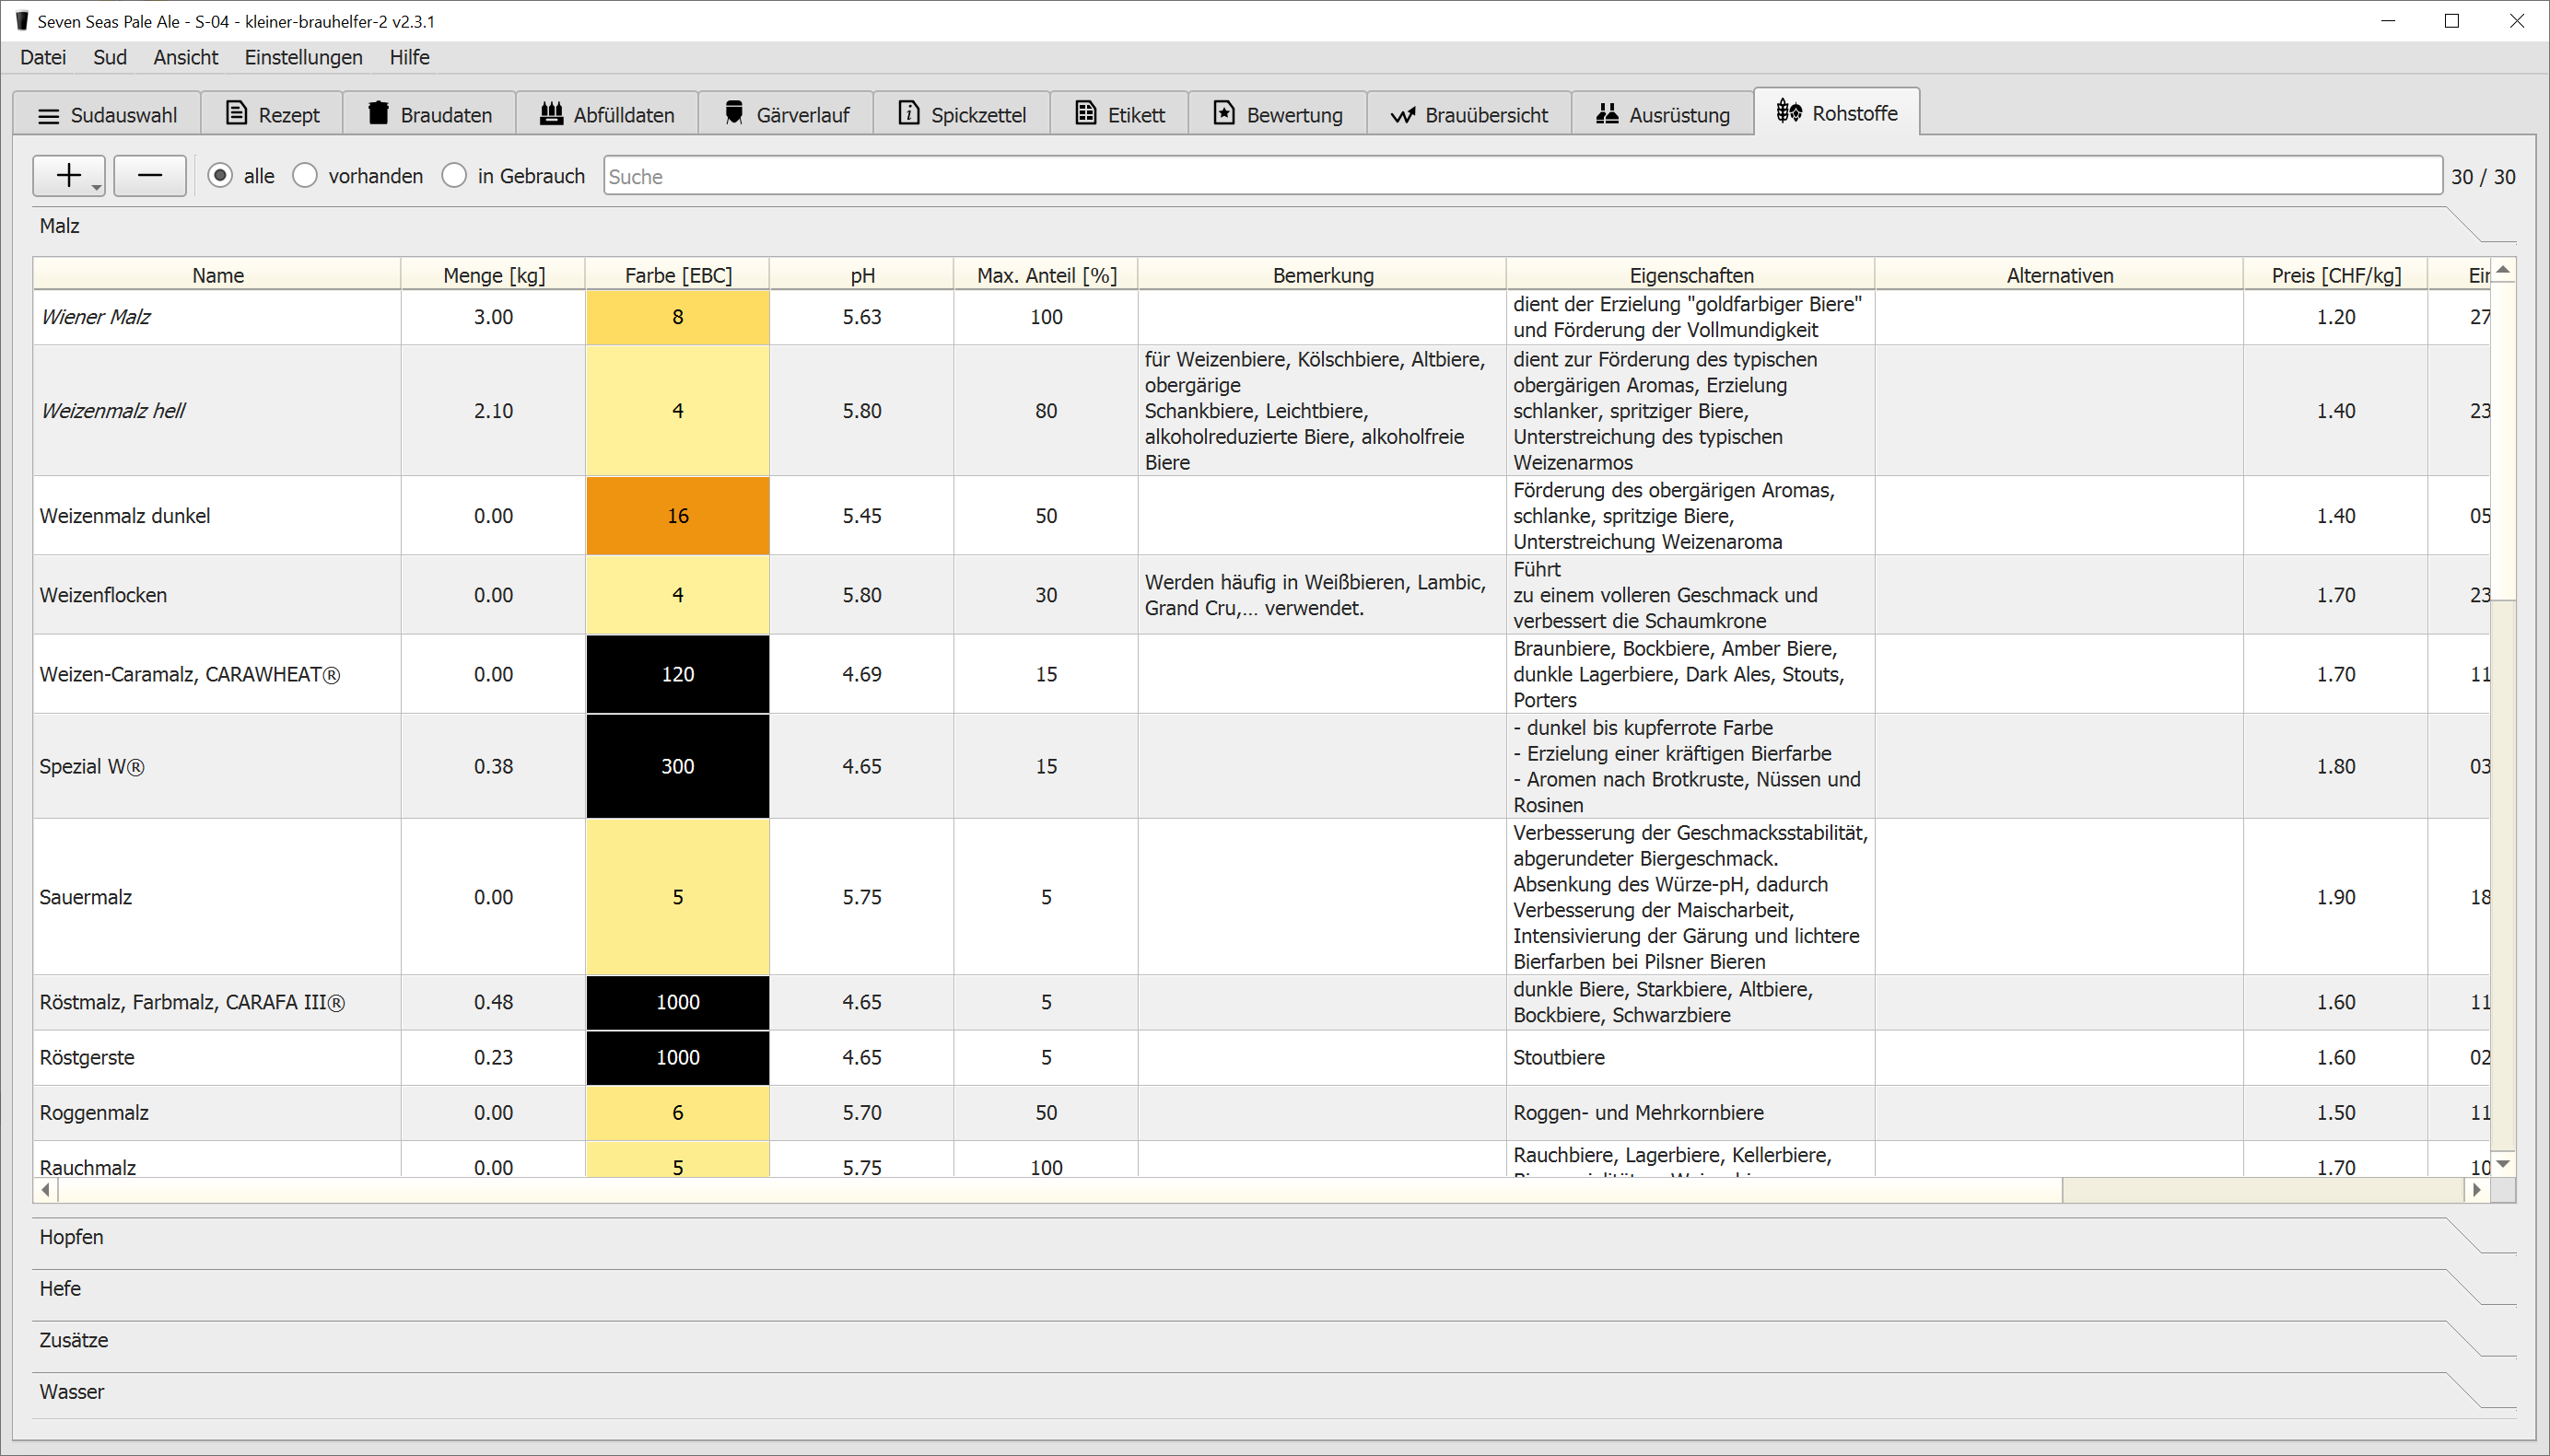 Seven Seas Pale Ale - S-04 - kleiner-brauhelfer-2 v2.3.1
Datei Sud Ansicht Einstellungen Hilfe
Sudauswahl Rezept Braudaten Abfülldaten Gärverlauf Spickzettel Etikett Bewertung Brauübersicht Ausrüstung Rohstoffe
alle vorhanden in Gebrauch Suche 30 / 30
Malz
Name Menge [kg] Farbe [EBC] pH Max. Anteil [%] Bemerkung Eigenschaften Alternativen Preis [CHF/kg]
Wiener Malz 3.00 8 5.63 100
dient der Erzielung "goldfarbiger Biere"
und Förderung der Vollmundigkeit
1.20 27
Weizenmalz hell 2.10 4 5.80 80
für Weizenbiere, Kölschbiere, Altbiere,
obergärige
Schankbiere, Leichtbiere,
alkoholreduzierte Biere, alkoholfreie
Biere
dient zur Förderung des typischen
obergärigen Aromas, Erzielung
schlanker, spritziger Biere,
Unterstreichung des typischen
Weizenarmos
1.40 23
Weizenmalz dunkel 0.00 16 5.45 50
Förderung des obergärigen Aromas,
schlanke, spritzige Biere,
Unterstreichung Weizenaroma
1.40 05
Weizenflocken 0.00 4 5.80 30
Werden häufig in Weißbieren, Lambic,
Grand Cru,... verwendet.
Führt
zu einem volleren Geschmack und
verbessert die Schaumkrone
1.70 23
Weizen-Caramalz, CARAWHEAT® 0.00 120 4.69 15
Braunbiere, Bockbiere, Amber Biere,
dunkle Lagerbiere, Dark Ales, Stouts,
Porters
1.70 11
Spezial W® 0.38 300 4.65 15
- dunkel bis kupferrote Farbe
- Erzielung einer kräftigen Bierfarbe
- Aromen nach Brotkruste, Nüssen und
Rosinen
1.80 03
Sauermalz 0.00 5 5.75 5
Verbesserung der Geschmacksstabilität,
abgerundeter Biergeschmack.
Absenkung des Würze-pH, dadurch
Verbesserung der Maischarbeit,
Intensivierung der Gärung und lichtere
Bierfarben bei Pilsner Bieren
1.90 18
Röstmalz, Farbmalz, CARAFA III® 0.48 1000 4.65 5
dunkle Biere, Starkbiere, Altbiere,
Bockbiere, Schwarzbiere
1.60 11
Röstgerste 0.23 1000 4.65 5 Stoutbiere 1.60 02
Roggenmalz 0.00 6 5.70 50 Roggen- und Mehrkornbiere 1.50 11
Rauchmalz 0.00 5 5.75 100
Rauchbiere, Lagerbiere, Kellerbiere,
1.70 10
Hopfen
Hefe
Zusätze
Wasser